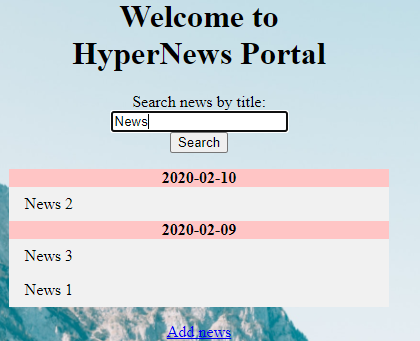 Welcome to
HyperNews Portal
Search news by title:
News
Search
2020-02-10
News 2
2020-02-09
News 3
News 1
Add news